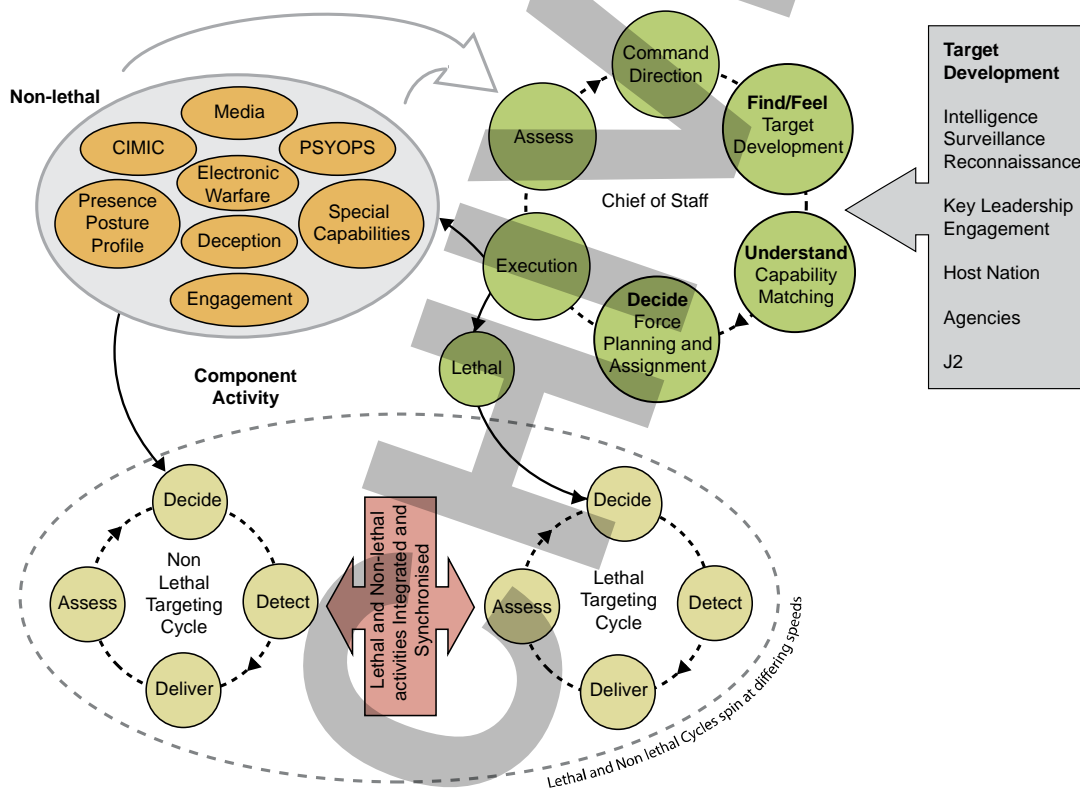 Non-lethal
Media
CIMIC
PSYOPS
Electronic
Warfare
Presence
Posture
Profile
Special
Capabilities
Deception
Engagement
Command
Direction
Assess
Find/Feel
Target
Development
Chief of Staff
Execution
Understand
Capability
Matching
Decide
Force
Planning and
Assignment
Lethal
Target
Development
Intelligence
Surveillance
Reconnaissance
Key Leadership
Engagement
Host Nation
Agencies
J2
Component
Activity
Decide
Non
Lethal
Targeting
Cycle
Assess
Detect
Deliver
Lethal and Non-lethal
activities Integrated and
Synchronised
Decide
Lethal
Targeting
Cycle
Assess
Detect
Deliver
Lethal and Non lethal Cycles spin at differing speeds